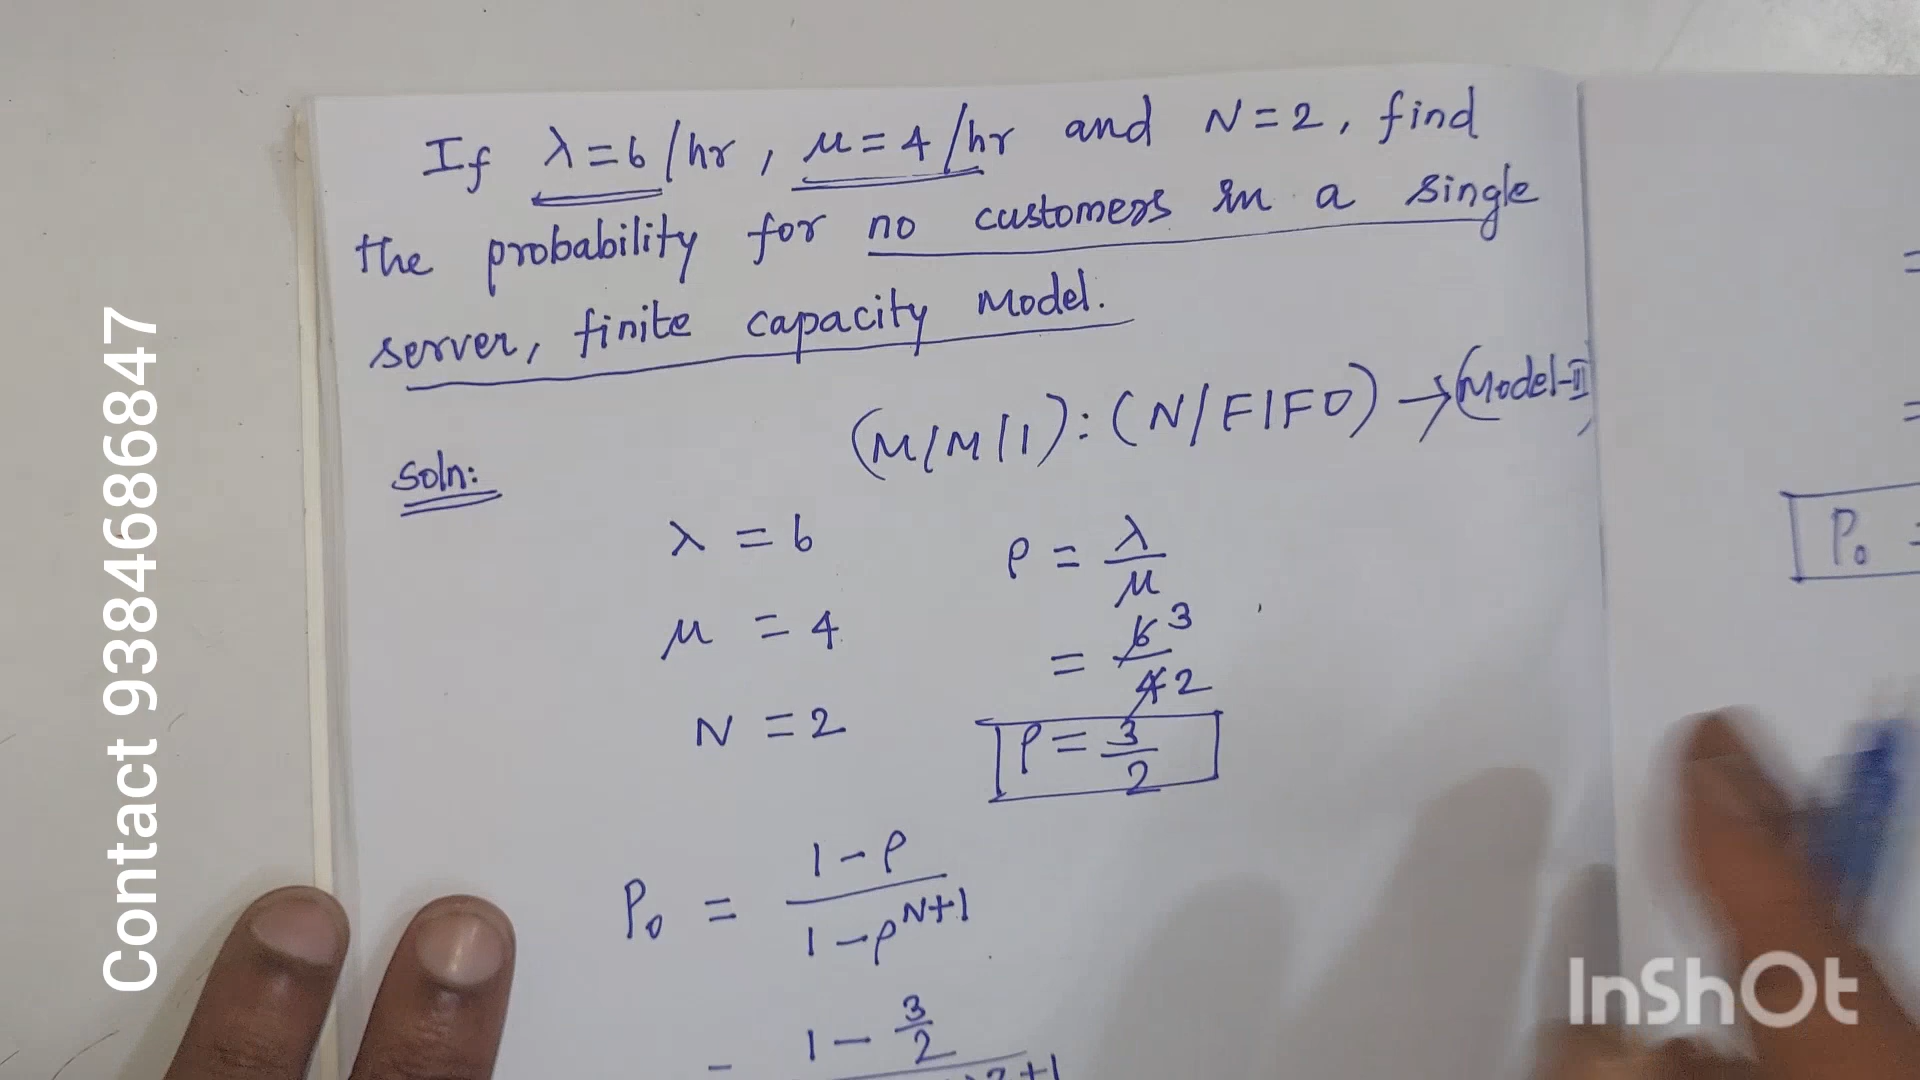 If λ=6/hr, μ=4/hr and N=2, find
the probability for no customers in a single
server, finite capacity Model.
(M/M/1):(N/FIFO) → (Model-II)
Soln:
λ = 6
μ = 4
N = 2
ρ = λ/μ
= 6/4 3 2
ρ = 3/2
P₀ = 1-ρ / 1-ρ^N+1
= 1 - 3/2
2+1
=
=
P₀ =
Contact 9384686847
InShOt